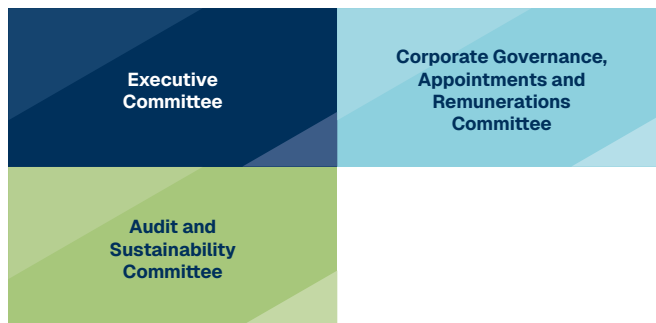 Executive
Committee
Corporate Governance,
Appointments and
Remunerations
Committee
Audit and
Sustainability
Committee